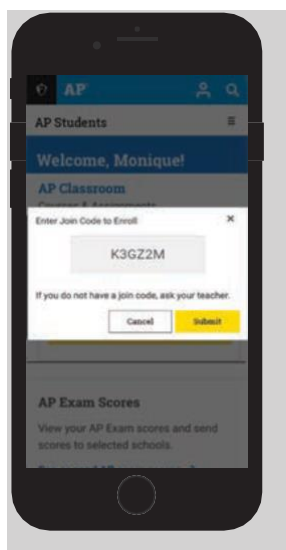 AP
AP Students
Welcome, Monique!
AP Classroom
Courses & Assignments
Enter Join Code to Enroll
K3GZ2M
If you do not have a join code, ask your teacher.
Cancel Submit
AP Exam Scores
View your AP Exam scores and send
scores to selected schools.